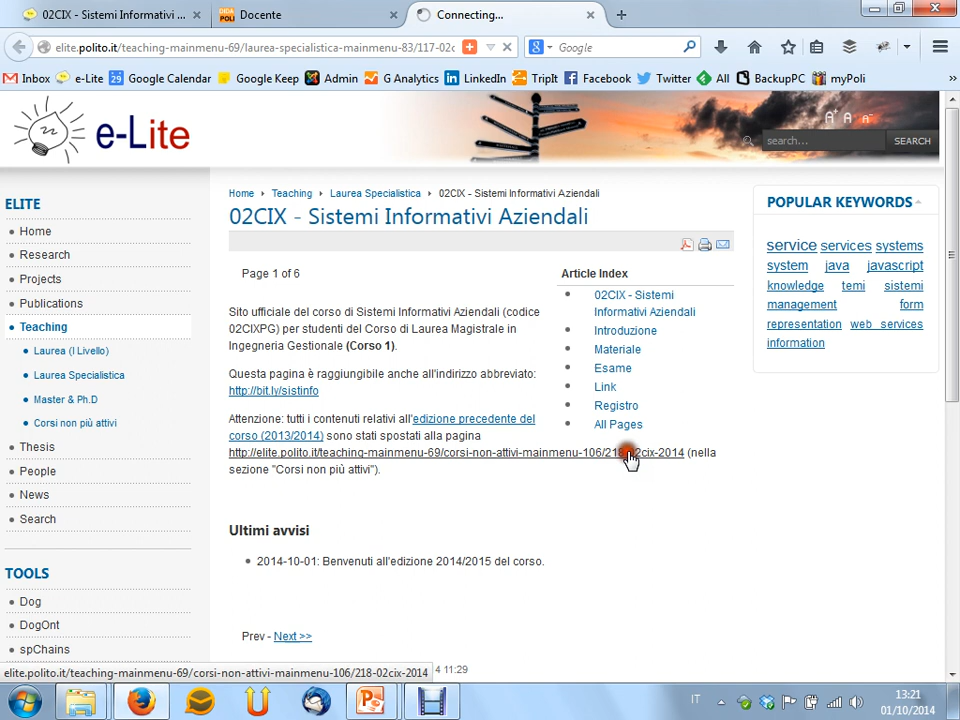 02CIX - Sistemi Informativi ...
DIDA POLI Docente
Connecting...
elite.polito.it/teaching-mainmenu-69/laurea-specialistica-mainmenu-83/117-02c
Google
Inbox e-Lite 29 Google Calendar Google Keep Admin G Analytics LinkedIn TripIt Facebook Twitter All BackupPC myPoli »
e-Lite
A+ A A-
search... SEARCH
ELITE
Home
Research
Projects
Publications
Teaching
Laurea (I Livello)
Laurea Specialistica
Master & Ph.D
Corsi non più attivi
Thesis
People
News
Search
TOOLS
Dog
DogOnt
spChains
Home Teaching Laurea Specialistica 02CIX - Sistemi Informativi Aziendali
02CIX - Sistemi Informativi Aziendali
Page 1 of 6
Sito ufficiale del corso di Sistemi Informativi Aziendali (codice
02CIXPG) per studenti del Corso di Laurea Magistrale in
Ingegneria Gestionale (Corso 1).
Questa pagina è raggiungibile anche all'indirizzo abbreviato:
http://bit.ly/sistinfo
Attenzione: tutti i contenuti relativi all'edizione precedente del
corso (2013/2014) sono stati spostati alla pagina
http://elite.polito.it/teaching-mainmenu-69/corsi-non-attivi-mainmenu-106/218-02cix-2014 (nella
sezione "Corsi non più attivi").
Article Index
02CIX - Sistemi
Informativi Aziendali
Introduzione
Materiale
Esame
Link
Registro
All Pages
Ultimi avvisi
2014-10-01: Benvenuti all'edizione 2014/2015 del corso.
Prev - Next >>
4 11:29
POPULAR KEYWORDS
service services systems
system java javascript
knowledge temi sistemi
management form
representation web services
information
elite.polito.it/teaching-mainmenu-69/corsi-non-attivi-mainmenu-106/218-02cix-2014
IT
13:21
01/10/2014